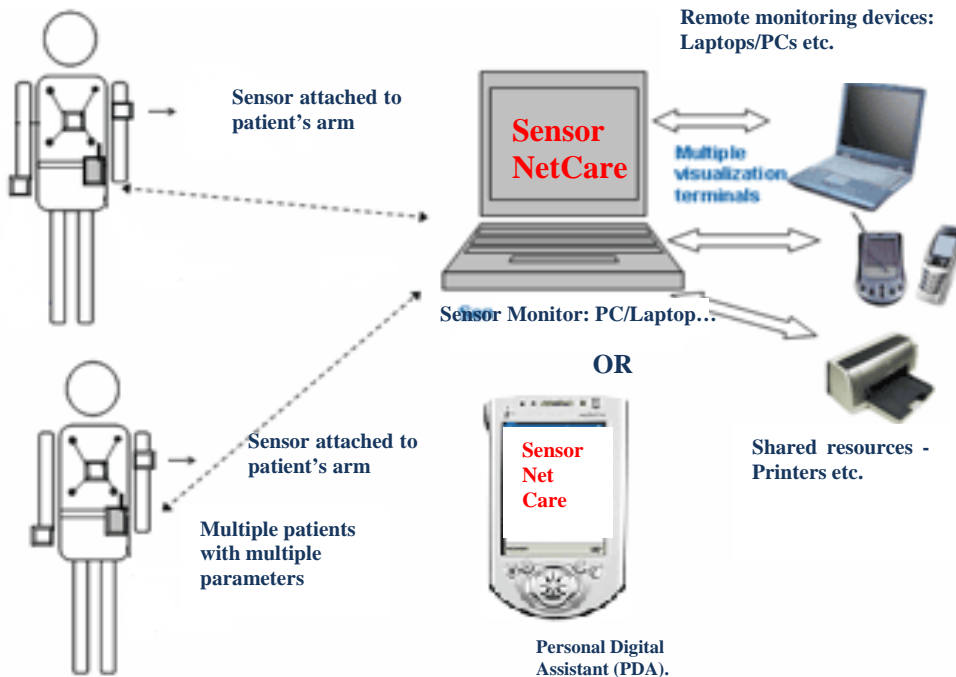 Remote monitoring devices:
Laptops/PCs etc.
Sensor attached to
patient's arm
Sensor
NetCare
Multiple
visualization
terminals
Sensor Monitor: PC/Laptop…
OR
Sensor attached to
patient's arm
Sensor
Net
Care
Shared resources -
Printers etc.
Multiple patients
with multiple
parameters
Personal Digital
Assistant (PDA).